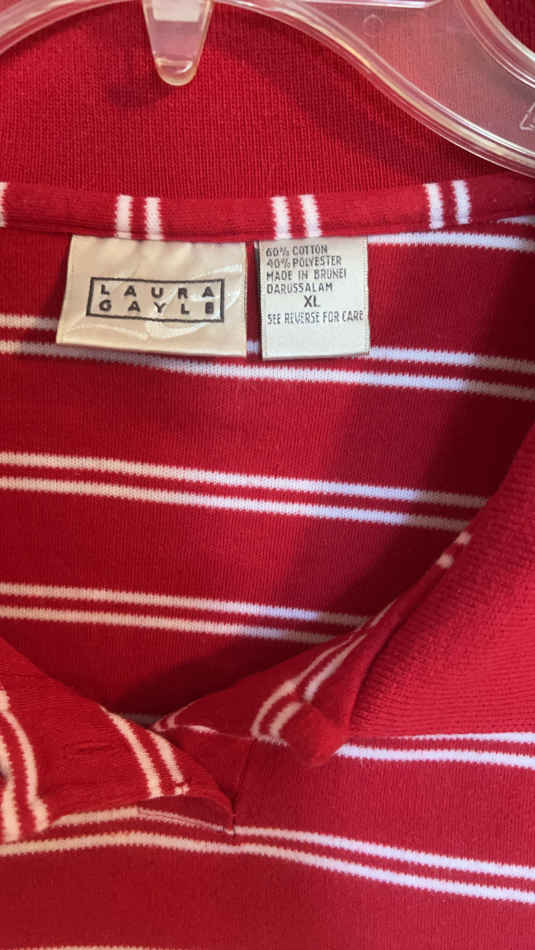 LAURA
GAYLE
60% COTTON
40% POLYESTER
MADE IN BRUNEI
DARUSSALAM
XL
SEE REVERSE FOR CARE